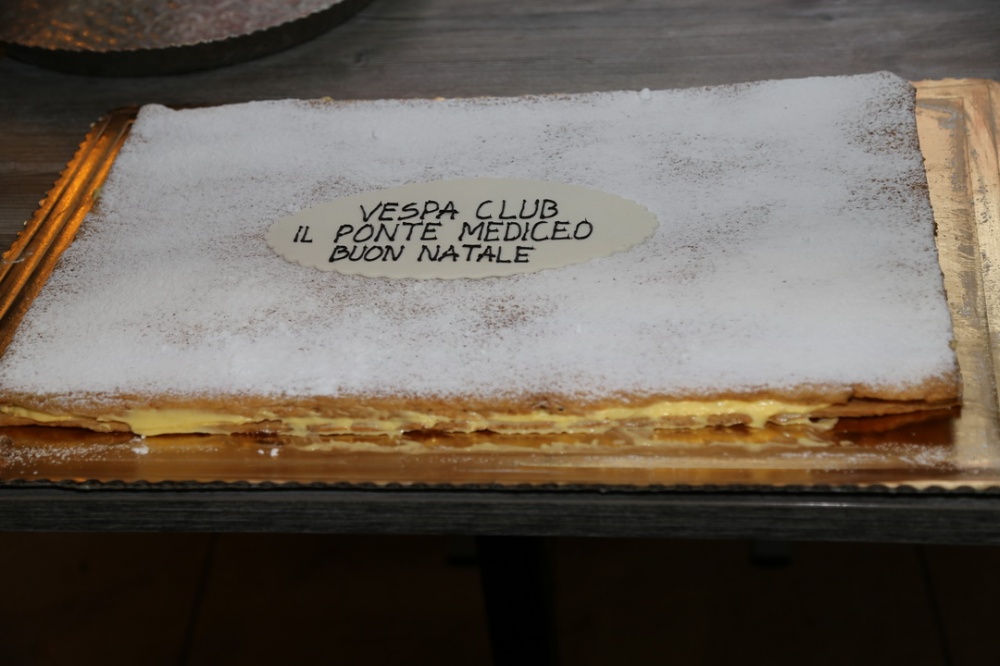 VESPA CLUB
IL PONTE MEDICEO
BUON NATALE